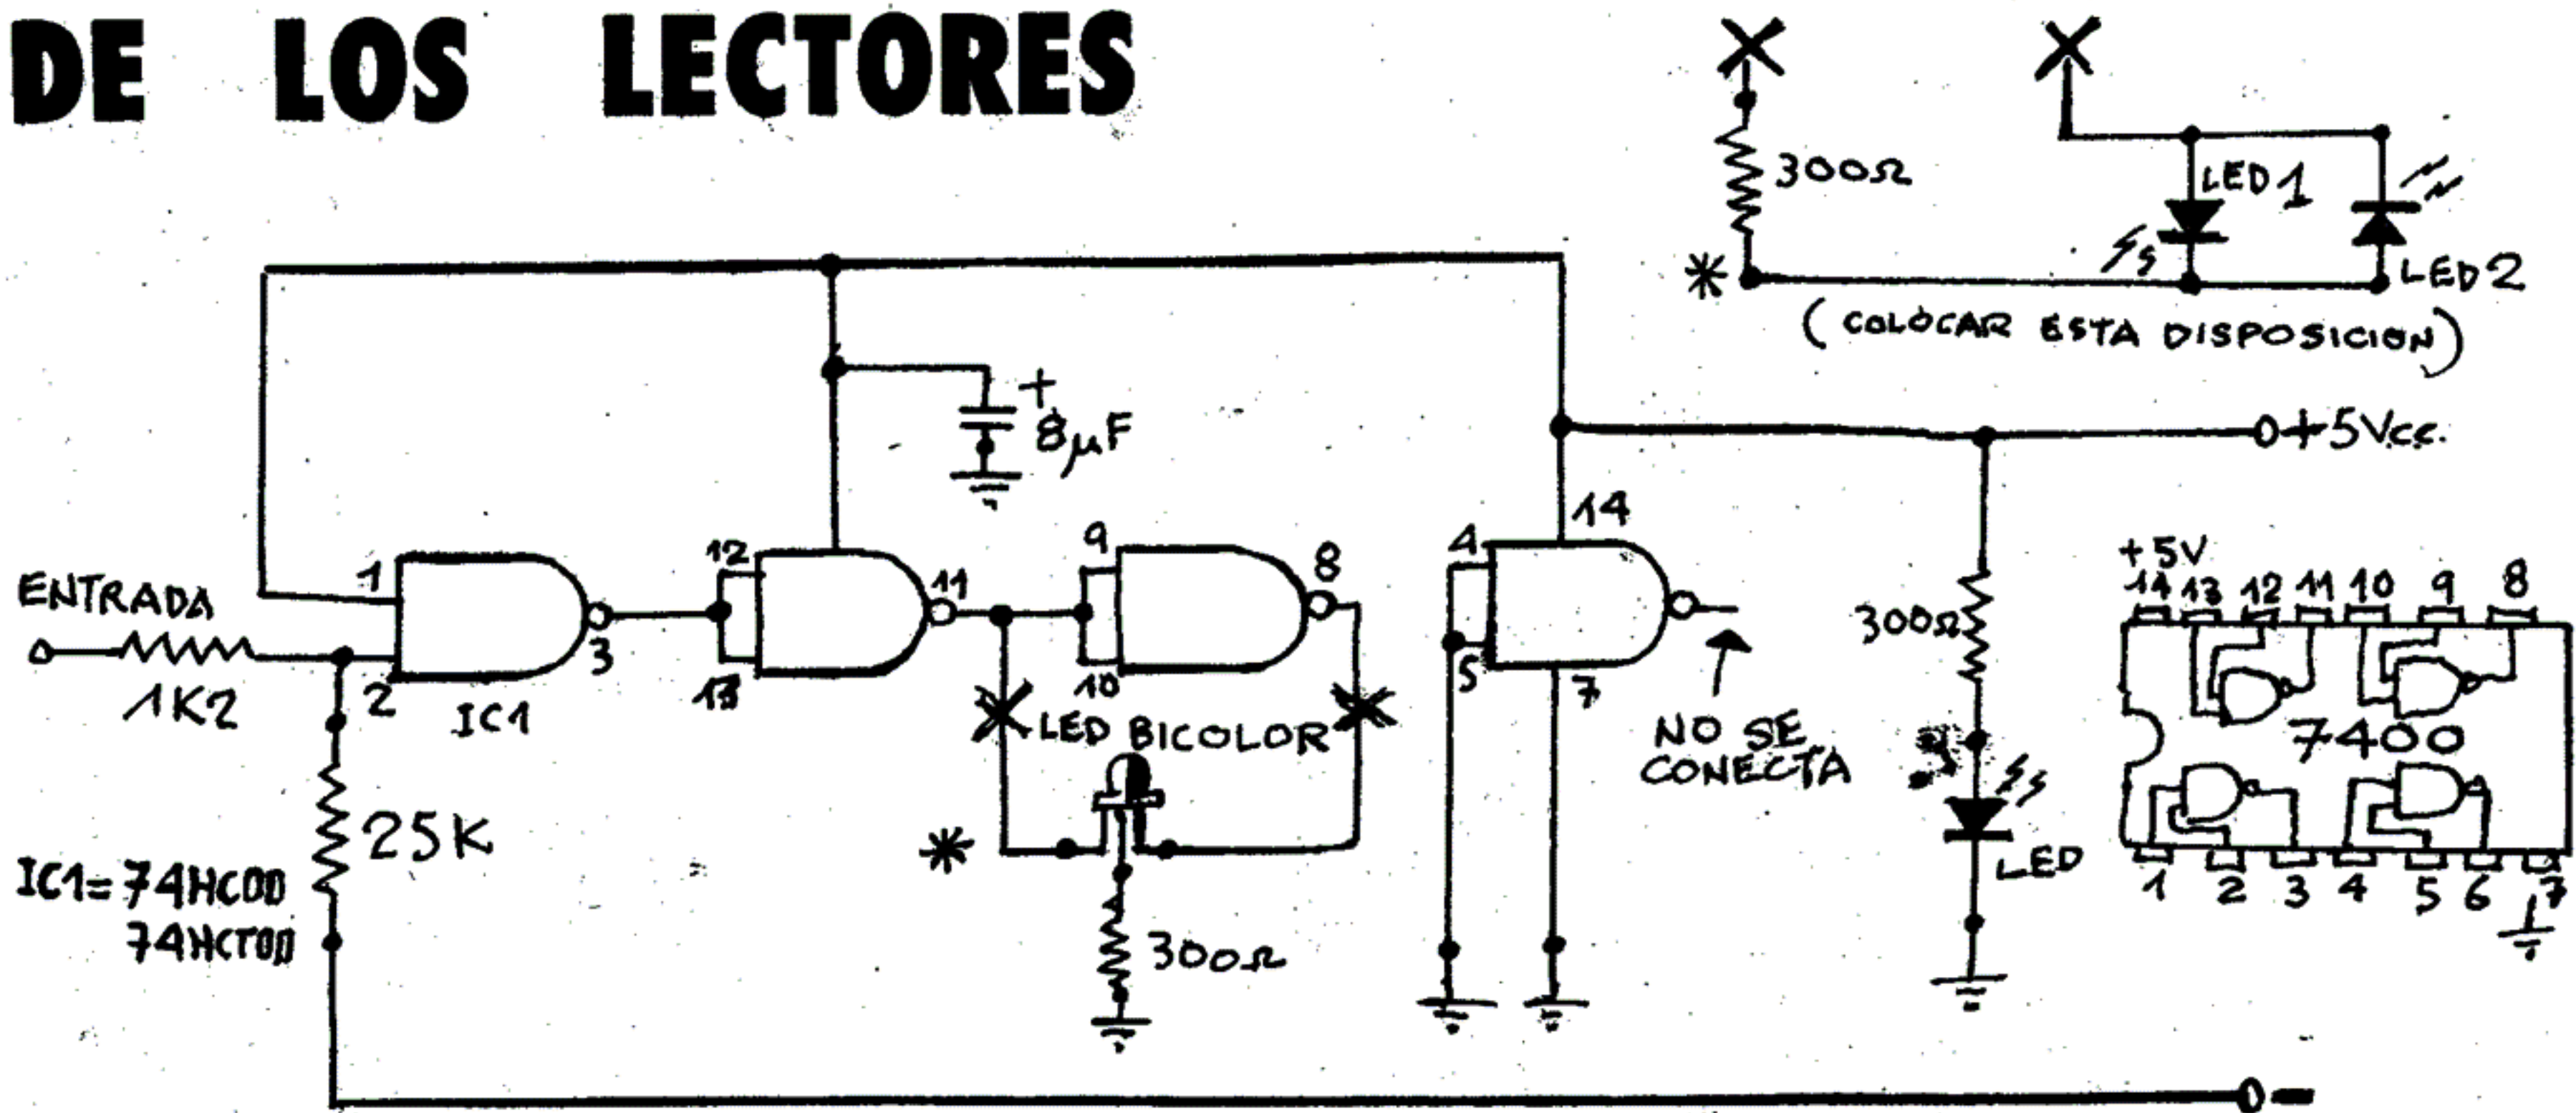 DE LOS LECTORES
300Ω
LED 1
LED 2
(COLOCAR ESTA DISPOSICION)
+
8µF
+5Vcc.
ENTRADA
1K2
1
2
3
IC1
12
13
11
9
10
8
LED BICOLOR
300Ω
25K
IC1=74HC00
74HCT00
4
5
14
7
NO SE
CONECTA
300Ω
LED
+5V
14 13 12 11 10 9 8
7400
1 2 3 4 5 6 7
-